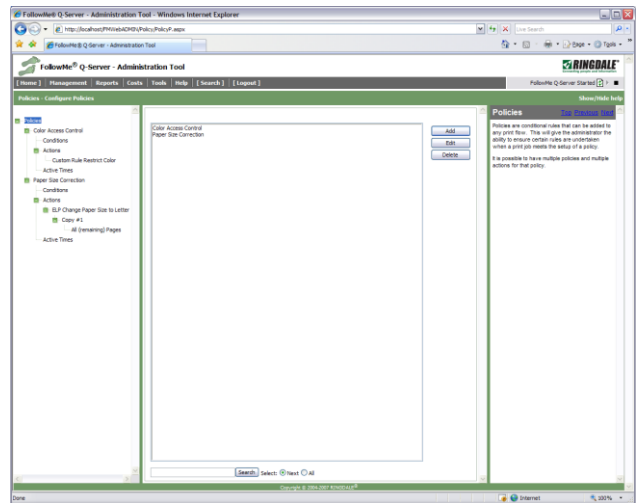 FollowMe® Q-Server - Administration Tool - Windows Internet Explorer
http://localhost/FMWebADMIN/Policy/PolicyP.aspx
Live Search
FollowMe® Q-Server - Administration Tool
Page
Tools
FollowMe® Q-Server - Administration Tool
RINGDALE®
[ Home ] Management Reports Costs Tools Help [ Search ] [ Logout ]
FollowMe Q-Server Started
Policies - Configure Policies
Show/Hide help
Policies
Color Access Control
Conditions
Actions
Custom Rule Restrict Color
Active Times
Paper Size Correction
Conditions
Actions
ELP Change Paper Size to Letter
Copy #1
All (remaining) Pages
Active Times
Color Access Control
Paper Size Correction
Add
Edit
Delete
Search
Select:
Next
All
Policies
Top Previous Next
Policies are conditional rules that can be added to
any print flow. This will give the administrator the
ability to ensure certain rules are undertaken
when a print job meets the setup of a policy.
It is possible to have multiple policies and multiple
actions for that policy.
Copyright © 2004-2007 RINGDALE®
Done
Internet
100%